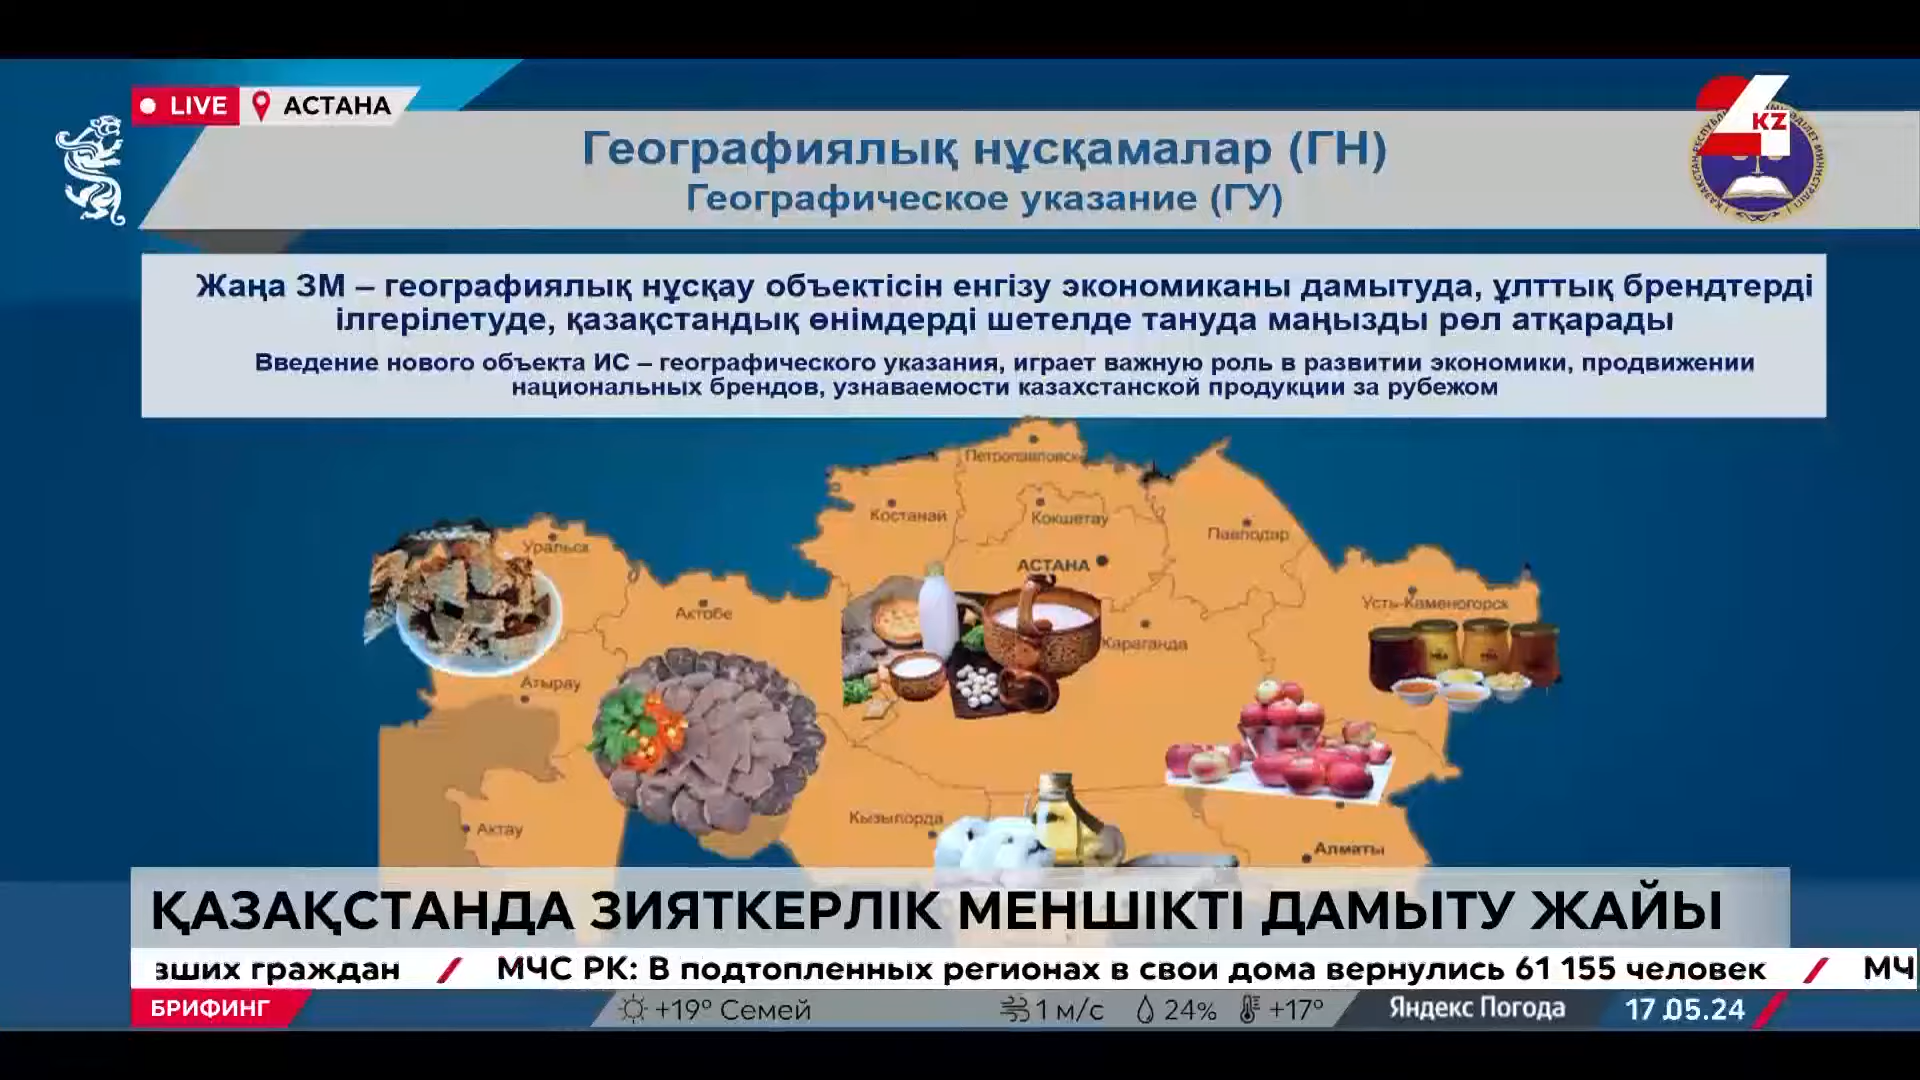 LIVE
АСТАНА
KZ
Географиялық нұсқамалар (ГН)
Географическое указание (ГУ)
Жаңа ЗМ – географиялық нұсқау объектісін енгізу экономиканы дамытуда, ұлттық брендтерді
ілгерілетуде, қазақстандық өнімдерді шетелде тануда маңызды рөл атқарады
Введение нового объекта ИС – географического указания, играет важную роль в развитии экономики, продвижении
национальных брендов, узнаваемости казахстанской продукции за рубежом
Петропавловск
Костанай
Кокшетау
Павлодар
Уральск
АСТАНА
Актобе
Усть-Каменогорск
Караганда
Атырау
Кызылорда
Актау
Алматы
ҚАЗАҚСТАНДА ЗИЯТКЕРЛІК МЕНШІКТІ ДАМЫТУ ЖАЙЫ
вших граждан / МЧС РК: В подтопленных регионах в свои дома вернулись 61 155 человек / МЧ
БРИФИНГ
+19° Семей
1 м/с
24%
+17°
Яндекс Погода
17.05.24